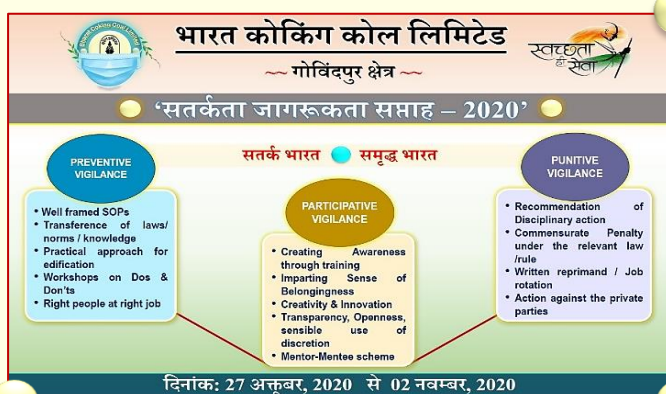 Bharat Coking Coal Limited
भारत कोकिंग कोल लिमिटेड
~~ गोविंदपुर क्षेत्र ~~
स्वच्छता
ही
सेवा
‘सतर्कता जागरूकता सप्ताह – 2020’
सतर्क भारत समृद्ध भारत
PREVENTIVE
VIGILANCE
• Well framed SOPs
• Transference of laws/
norms / knowledge
• Practical approach for
edification
• Workshops on Dos &
Don'ts
• Right people at right job
PARTICIPATIVE
VIGILANCE
• Creating Awareness
through training
• Imparting Sense of
Belongingness
• Creativity & Innovation
• Transparency, Openness,
sensible use of
discretion
• Mentor-Mentee scheme
PUNITIVE
VIGILANCE
• Recommendation of
Disciplinary action
• Commensurate Penalty
under the relevant law
/rule
• Written reprimand / Job
rotation
• Action against the private
parties
दिनांक: 27 अक्तूबर, 2020 से 02 नवम्बर, 2020